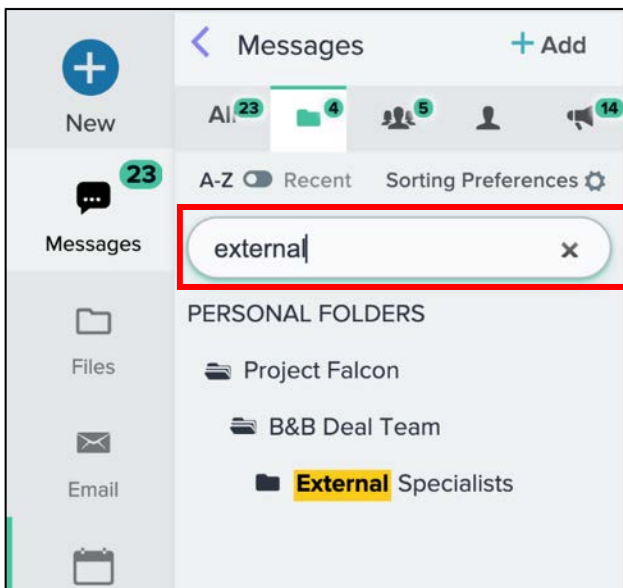 Messages
+ Add
New
All 23
4
5
14
23
Messages
A-Z
Recent
Sorting Preferences
external
×
PERSONAL FOLDERS
Files
Project Falcon
B&B Deal Team
Email
External Specialists